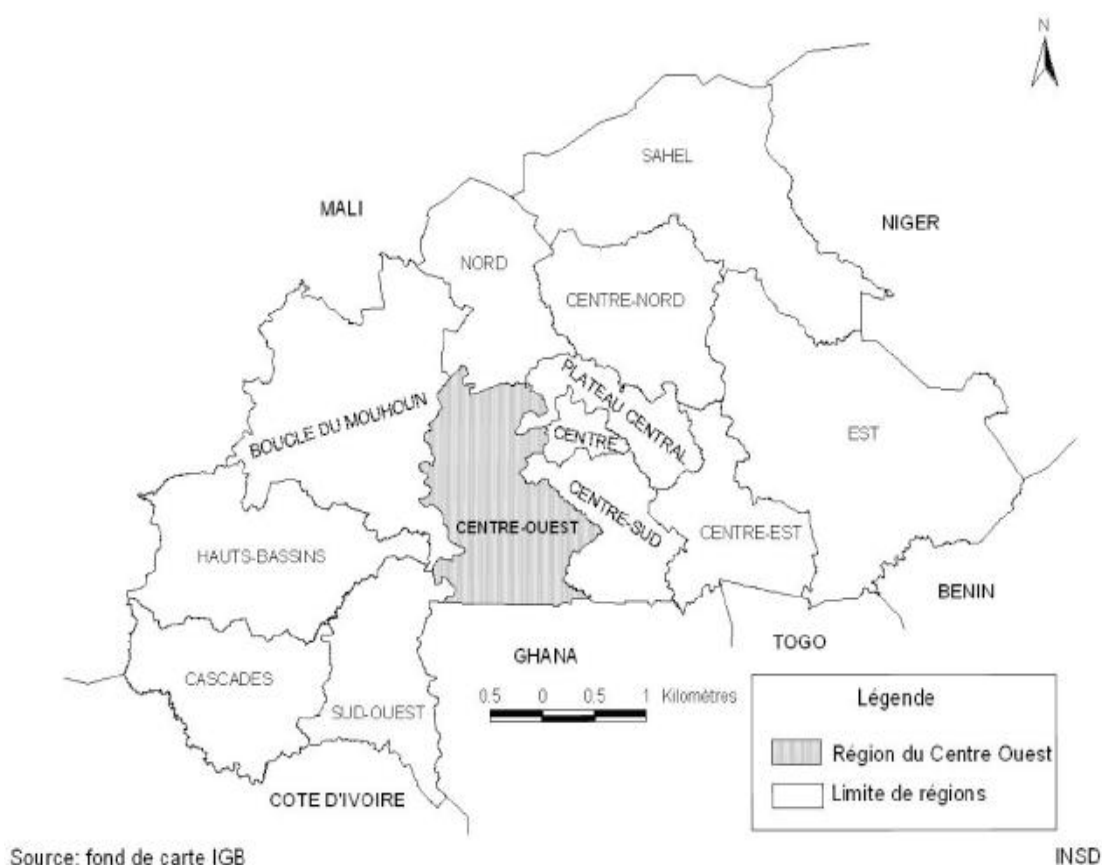 N
SAHEL
MALI
NIGER
NORD
CENTRE-NORD
PLATEAU CENTRAL
BOUCLE DU MOUHOUN
CENTRE
EST
CENTRE-SUD
CENTRE-OUEST
CENTRE-EST
HAUTS-BASSINS
BENIN
TOGO
GHANA
CASCADES
0.5 0 0.5 1 Kilomètres
SUD-OUEST
Légende
Région du Centre Ouest
Limite de régions
COTE D'IVOIRE
Source: fond de carte IGB
INSD